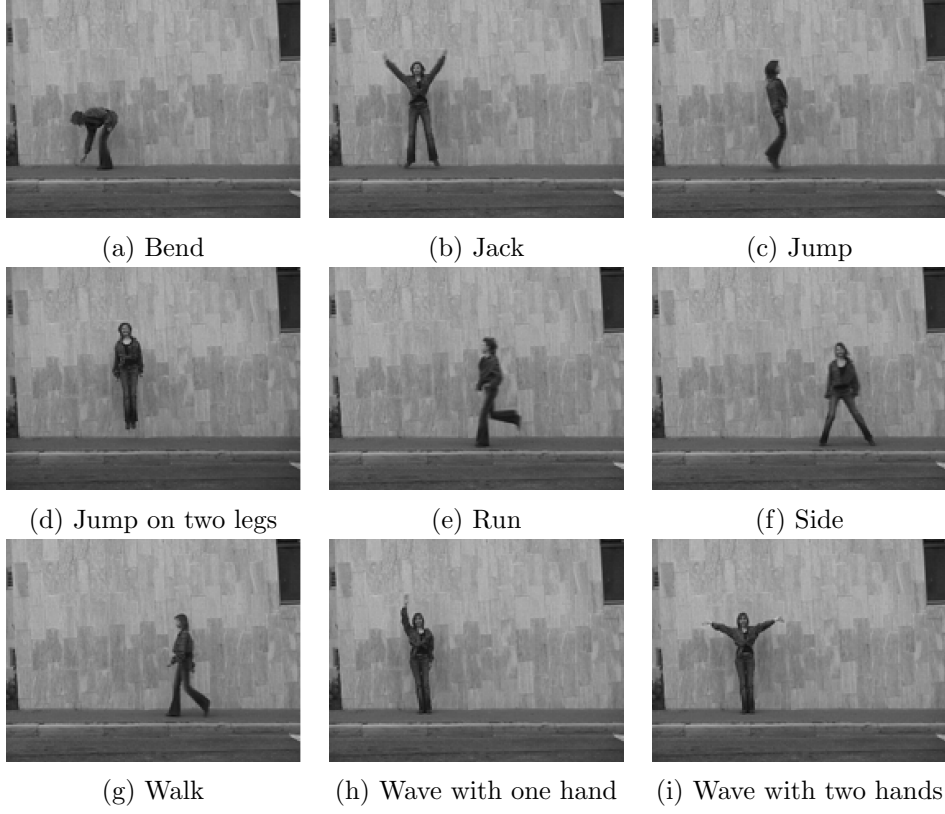 (a) Bend
(b) Jack
(c) Jump
(d) Jump on two legs
(e) Run
(f) Side
(g) Walk
(h) Wave with one hand
(i) Wave with two hands